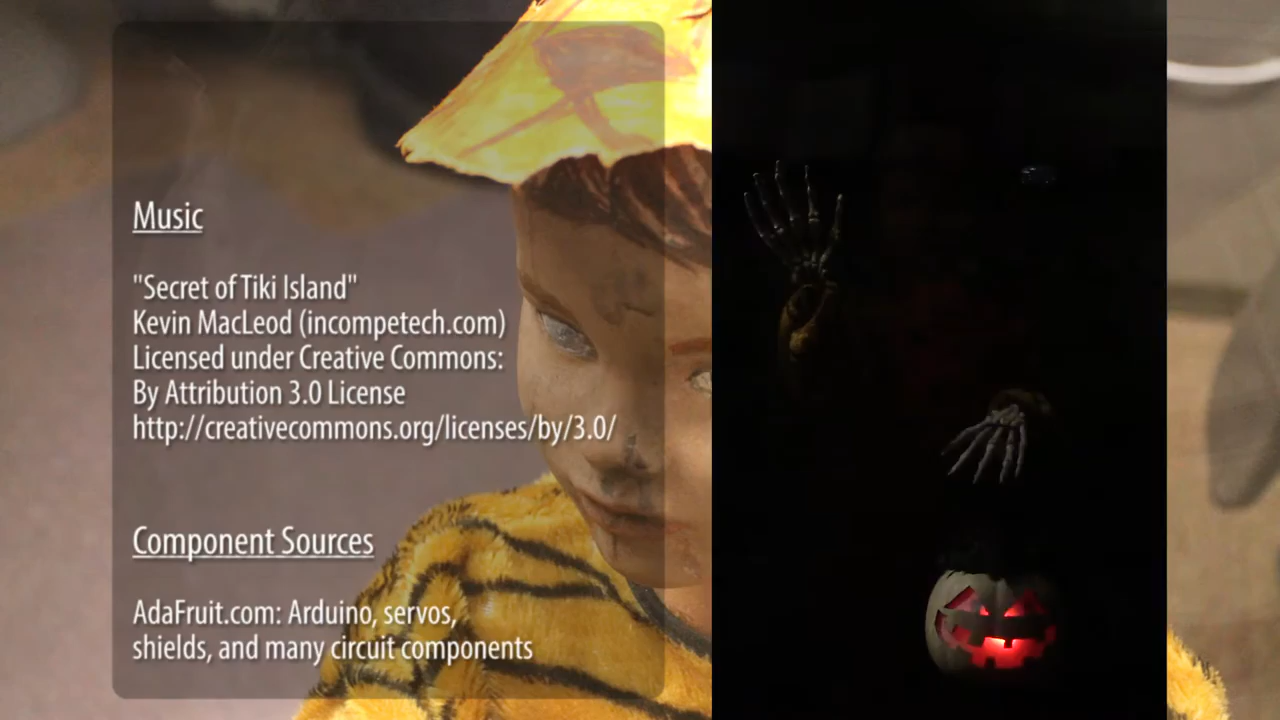 Music
"Secret of Tiki Island"
Kevin MacLeod (incompetech.com)
Licensed under Creative Commons:
By Attribution 3.0 License
http://creativecommons.org/licenses/by/3.0/
Component Sources
AdaFruit.com: Arduino, servos,
shields, and many circuit components